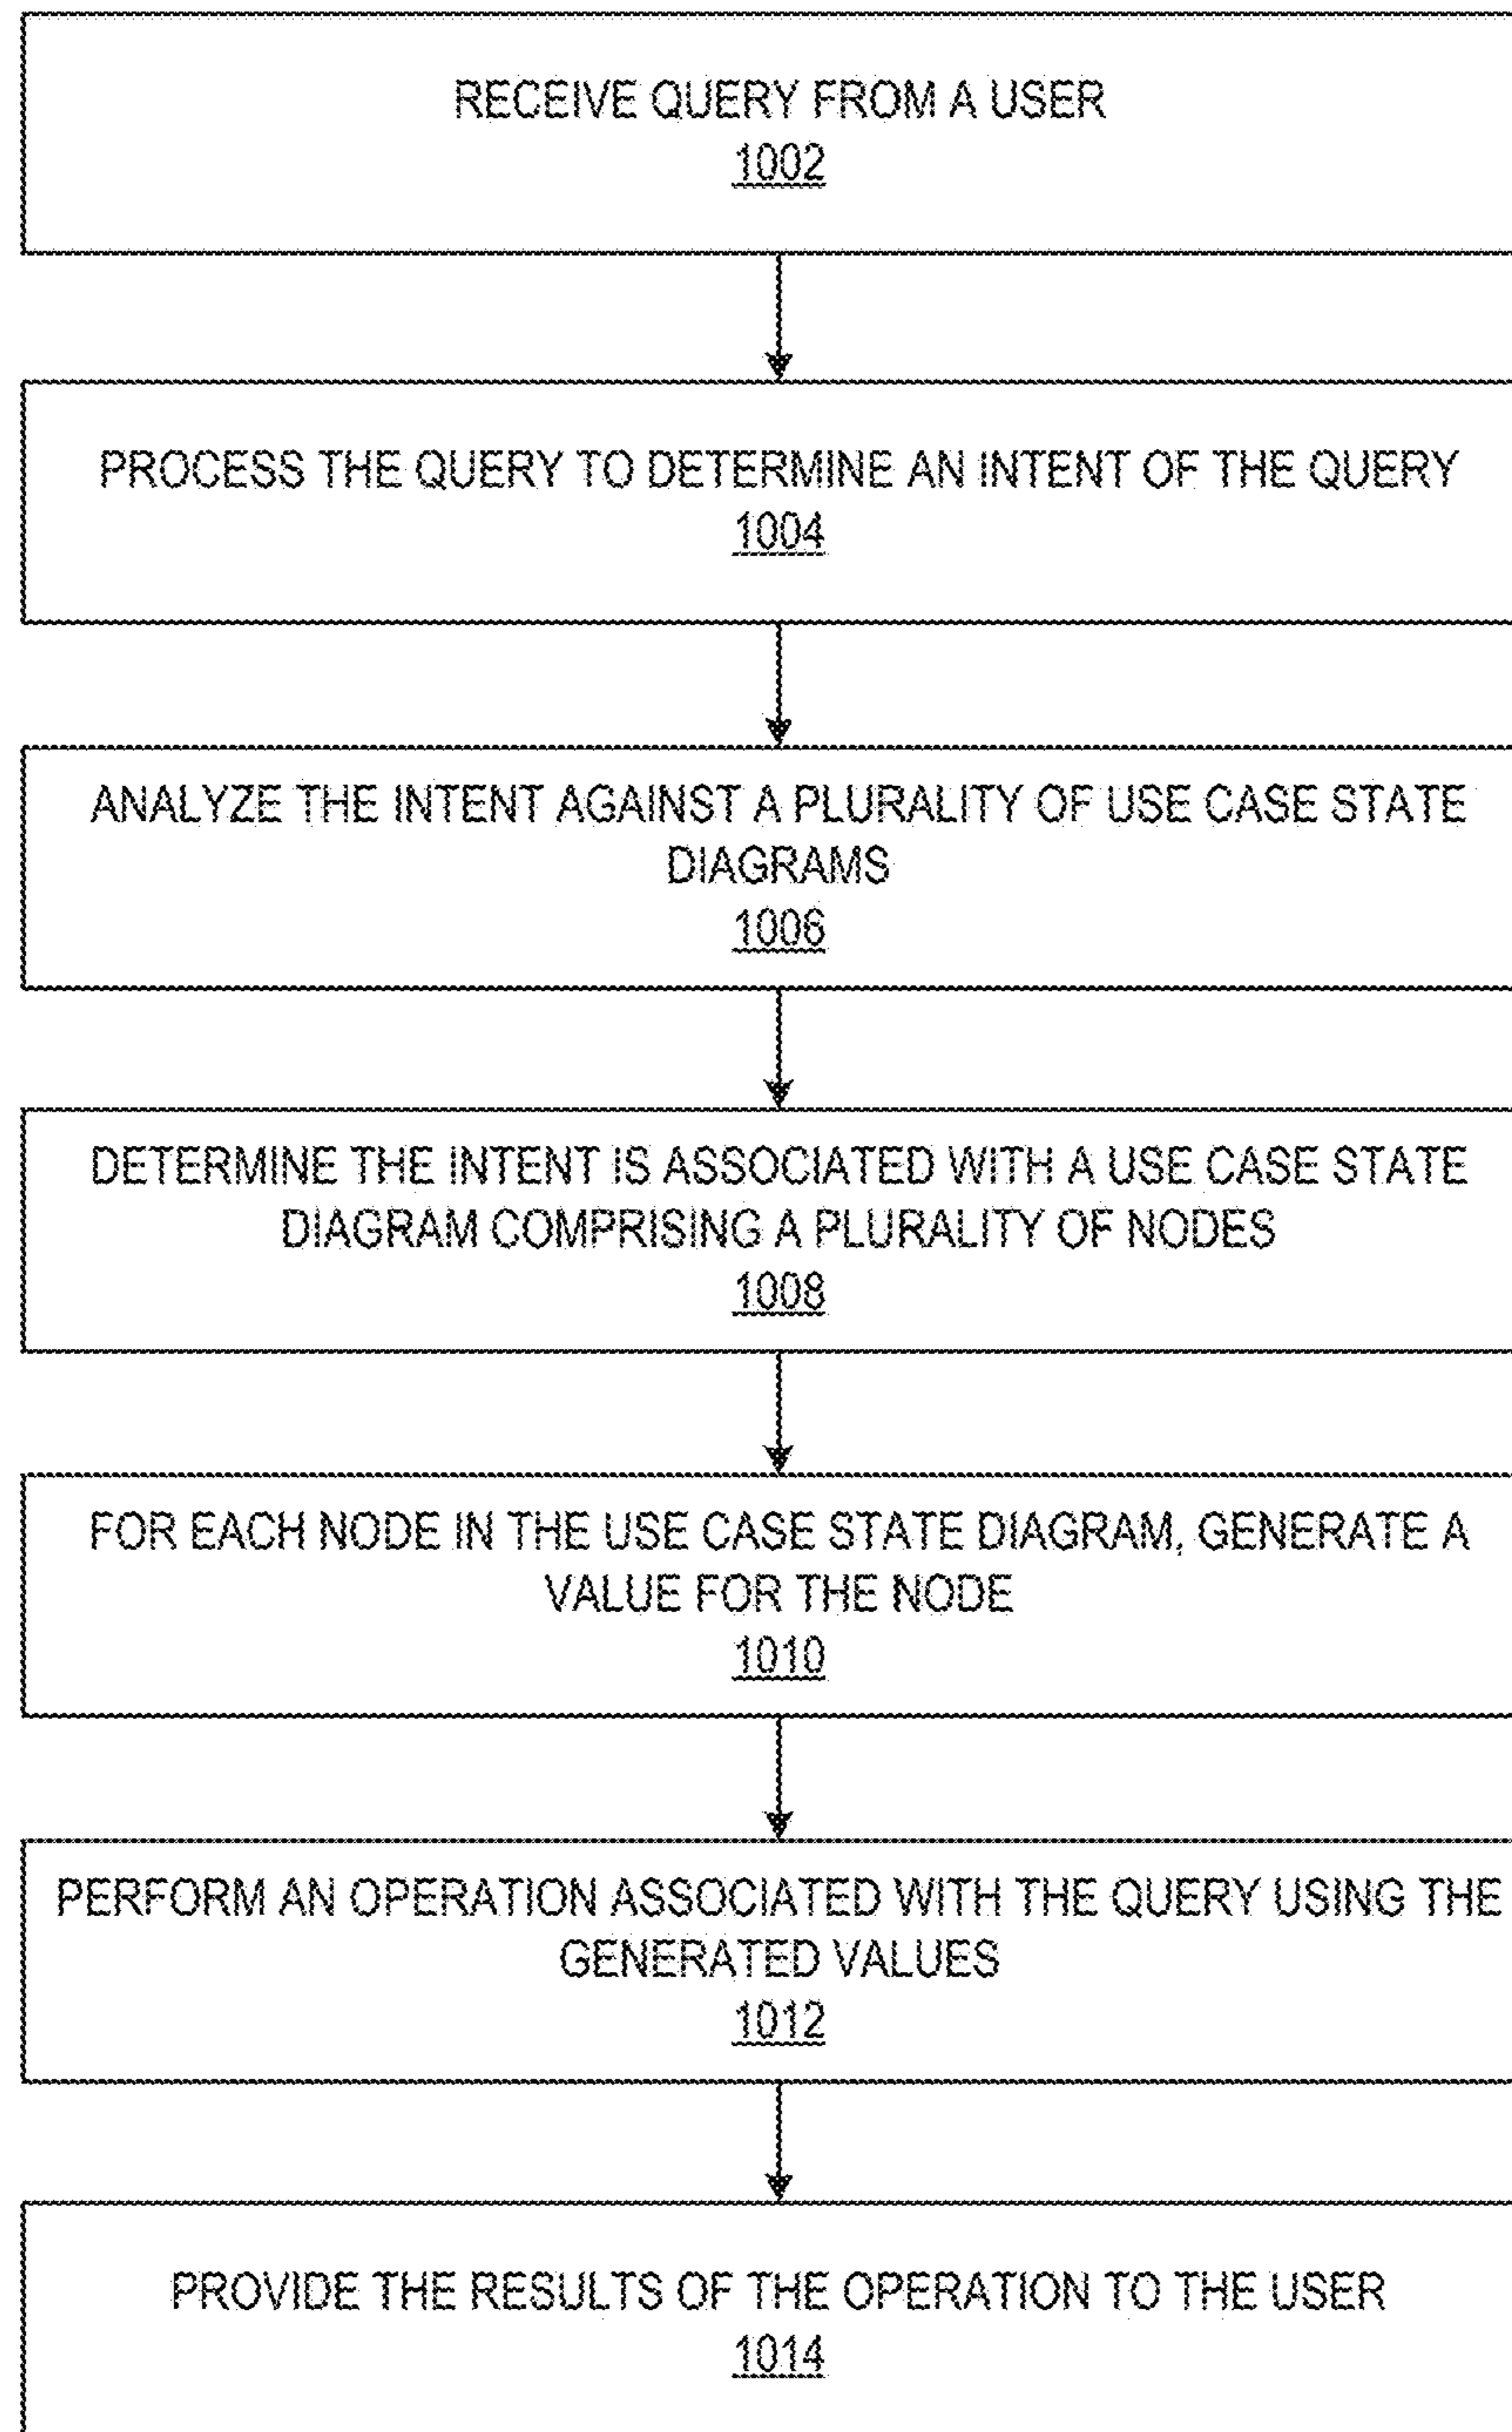 RECEIVE QUERY FROM A USER
1002
PROCESS THE QUERY TO DETERMINE AN INTENT OF THE QUERY
1004
ANALYZE THE INTENT AGAINST A PLURALITY OF USE CASE STATE
DIAGRAMS
1006
DETERMINE THE INTENT IS ASSOCIATED WITH A USE CASE STATE
DIAGRAM COMPRISING A PLURALITY OF NODES
1008
FOR EACH NODE IN THE USE CASE STATE DIAGRAM, GENERATE A
VALUE FOR THE NODE
1010
PERFORM AN OPERATION ASSOCIATED WITH THE QUERY USING THE
GENERATED VALUES
1012
PROVIDE THE RESULTS OF THE OPERATION TO THE USER
1014